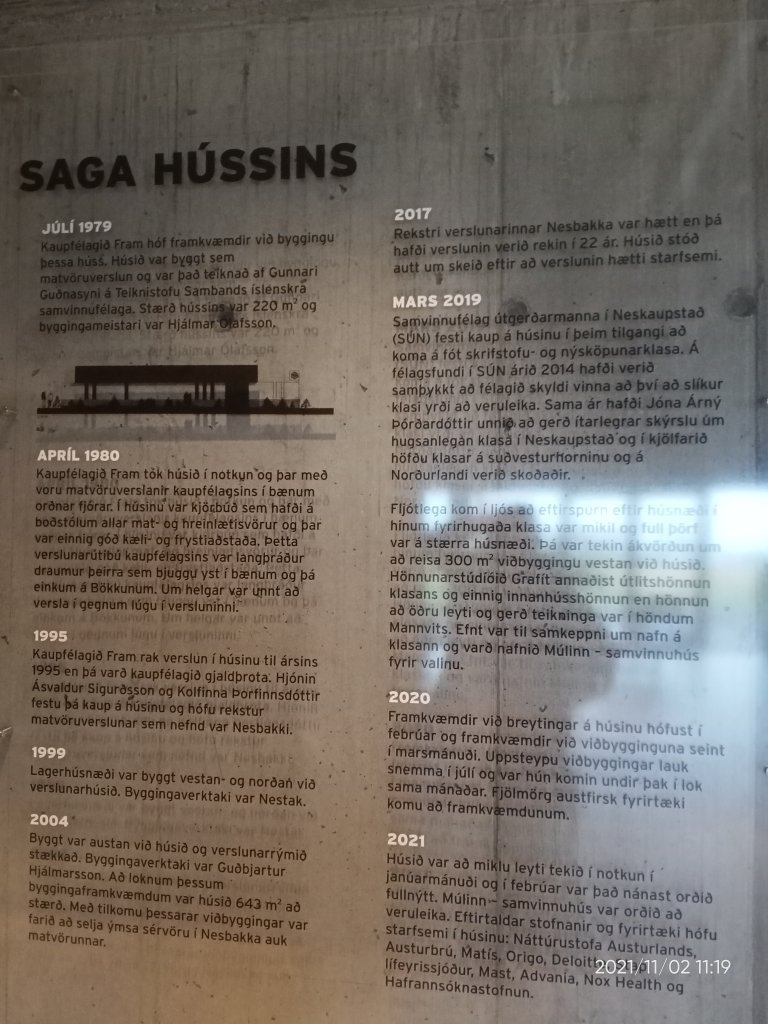 SAGA HÚSSINS
JÚLÍ 1979
Kaupfélagið Fram hóf framkvæmdir við byggingu
þessa húss. Húsið var byggt sem
matvöruverslun og var það teiknað af Gunnari
Guðnasyni á Teiknistofu Sambands íslenskra
samvinnufélaga. Stærð hússins var 220 m² og
byggingameistari var Hjálmar Ólafsson.
APRÍL 1980
Kaupfélagið Fram tók húsið í notkun og þar með
voru matvöruverslanir kaupfélagsins í bænum
orðnar fjórar. Í húsinu var kjörbúð sem hafði á
boðstólum allar mat- og hreinlætisvörur og þar
var einnig góð kæli- og frystiaðstaða. Þetta
verslunarútibú kaupfélagsins var langþráður
draumur þeirra sem bjuggu yst í bænum og þá
einkum á Bökkunum. Um helgar var unnt að
versla í gegnum lúgu í versluninni.
1995
Kaupfélagið Fram rak verslun í húsinu til ársins
1995 en þá varð kaupfélagið gjaldþrota. Hjónin
Ásvaldur Sigurðsson og Kolfinna Þorfinnsdóttir
festu þá kaup á húsinu og hófu rekstur
matvöruverslunar sem nefnd var Nesbakki.
1999
Lagerhúsnæði var byggt vestan- og norðan við
verslunarhúsið. Byggingaverktaki var Nestak.
2004
Byggt var austan við húsið og verslunarrýmið
stækkað. Byggingaverktaki var Guðbjartur
Hjálmarsson. Að loknum þessum
byggingaframkvæmdum var húsið 643 m² að
stærð. Með tilkomu þessarar viðbyggingar var
farið að selja ýmsa sérvöru í Nesbakka auk
matvörunnar.
2017
Rekstri verslunarinnar Nesbakka var hætt en þá
hafði verslunin verið rekin í 22 ár. Húsið stóð
autt um skeið eftir að verslunin hætti starfsemi.
MARS 2019
Samvinnufélag útgerðarmanna í Neskaupstað
(SÚN) festi kaup á húsinu í þeim tilgangi að
koma á fót skrifstofu- og nýsköpunarklasa. Á
félagsfundi í SÚN árið 2014 hafði verið
samþykkt að félagið skyldi vinna að því að slíkur
klasi yrði að veruleika. Sama ár hafði Jóna Árný
Þórðardóttir unnið að gerð ítarlegrar skýrslu um
hugsanlegan klasa í Neskaupstað og í kjölfarið
höfðu klasar á suðvesturhorninu og á
Norðurlandi verið skoðaðir.
Fljótlega kom í ljós að eftirspurn eftir húsnæði í
hinum fyrirhugaða klasa var mikil og full þörf
var á stærra húsnæði. Þá var tekin ákvörðun um
að reisa 300 m² viðbyggingu vestan við húsið.
Hönnunarstúdíóið Grafít annaðist útlitshönnun
klasans og einnig innanhússhönnun en hönnun
að öðru leyti og gerð teikninga var í höndum
Mannvits. Efnt var til samkeppni um nafn á
klasann og varð nafnið Múlinn - samvinnuhús
fyrir valinu.
2020
Framkvæmdir við breytingar á húsinu hófust í
febrúar og framkvæmdir við viðbygginguna seint
í marsmánuði. Uppsteypu viðbyggingar lauk
snemma í júlí og var hún komin undir þak í lok
sama mánaðar. Fjölmörg austfirsk fyrirtæki
komu að framkvæmdunum.
2021
Húsið var að miklu leyti tekið í notkun í
janúarmánuði og í febrúar var það nánast orðið
fullnýtt. Múlinn - samvinnuhús var orðið að
veruleika. Eftirtaldar stofnanir og fyrirtæki hófu
starfsemi í húsinu: Náttúrustofa Austurlands,
Austurbrú, Matís, Origo, Deloitte,
lífeyrissjóður, Mast, Advania, Nox Health og
Hafrannsóknastofnun.
2021/11/02 11:19